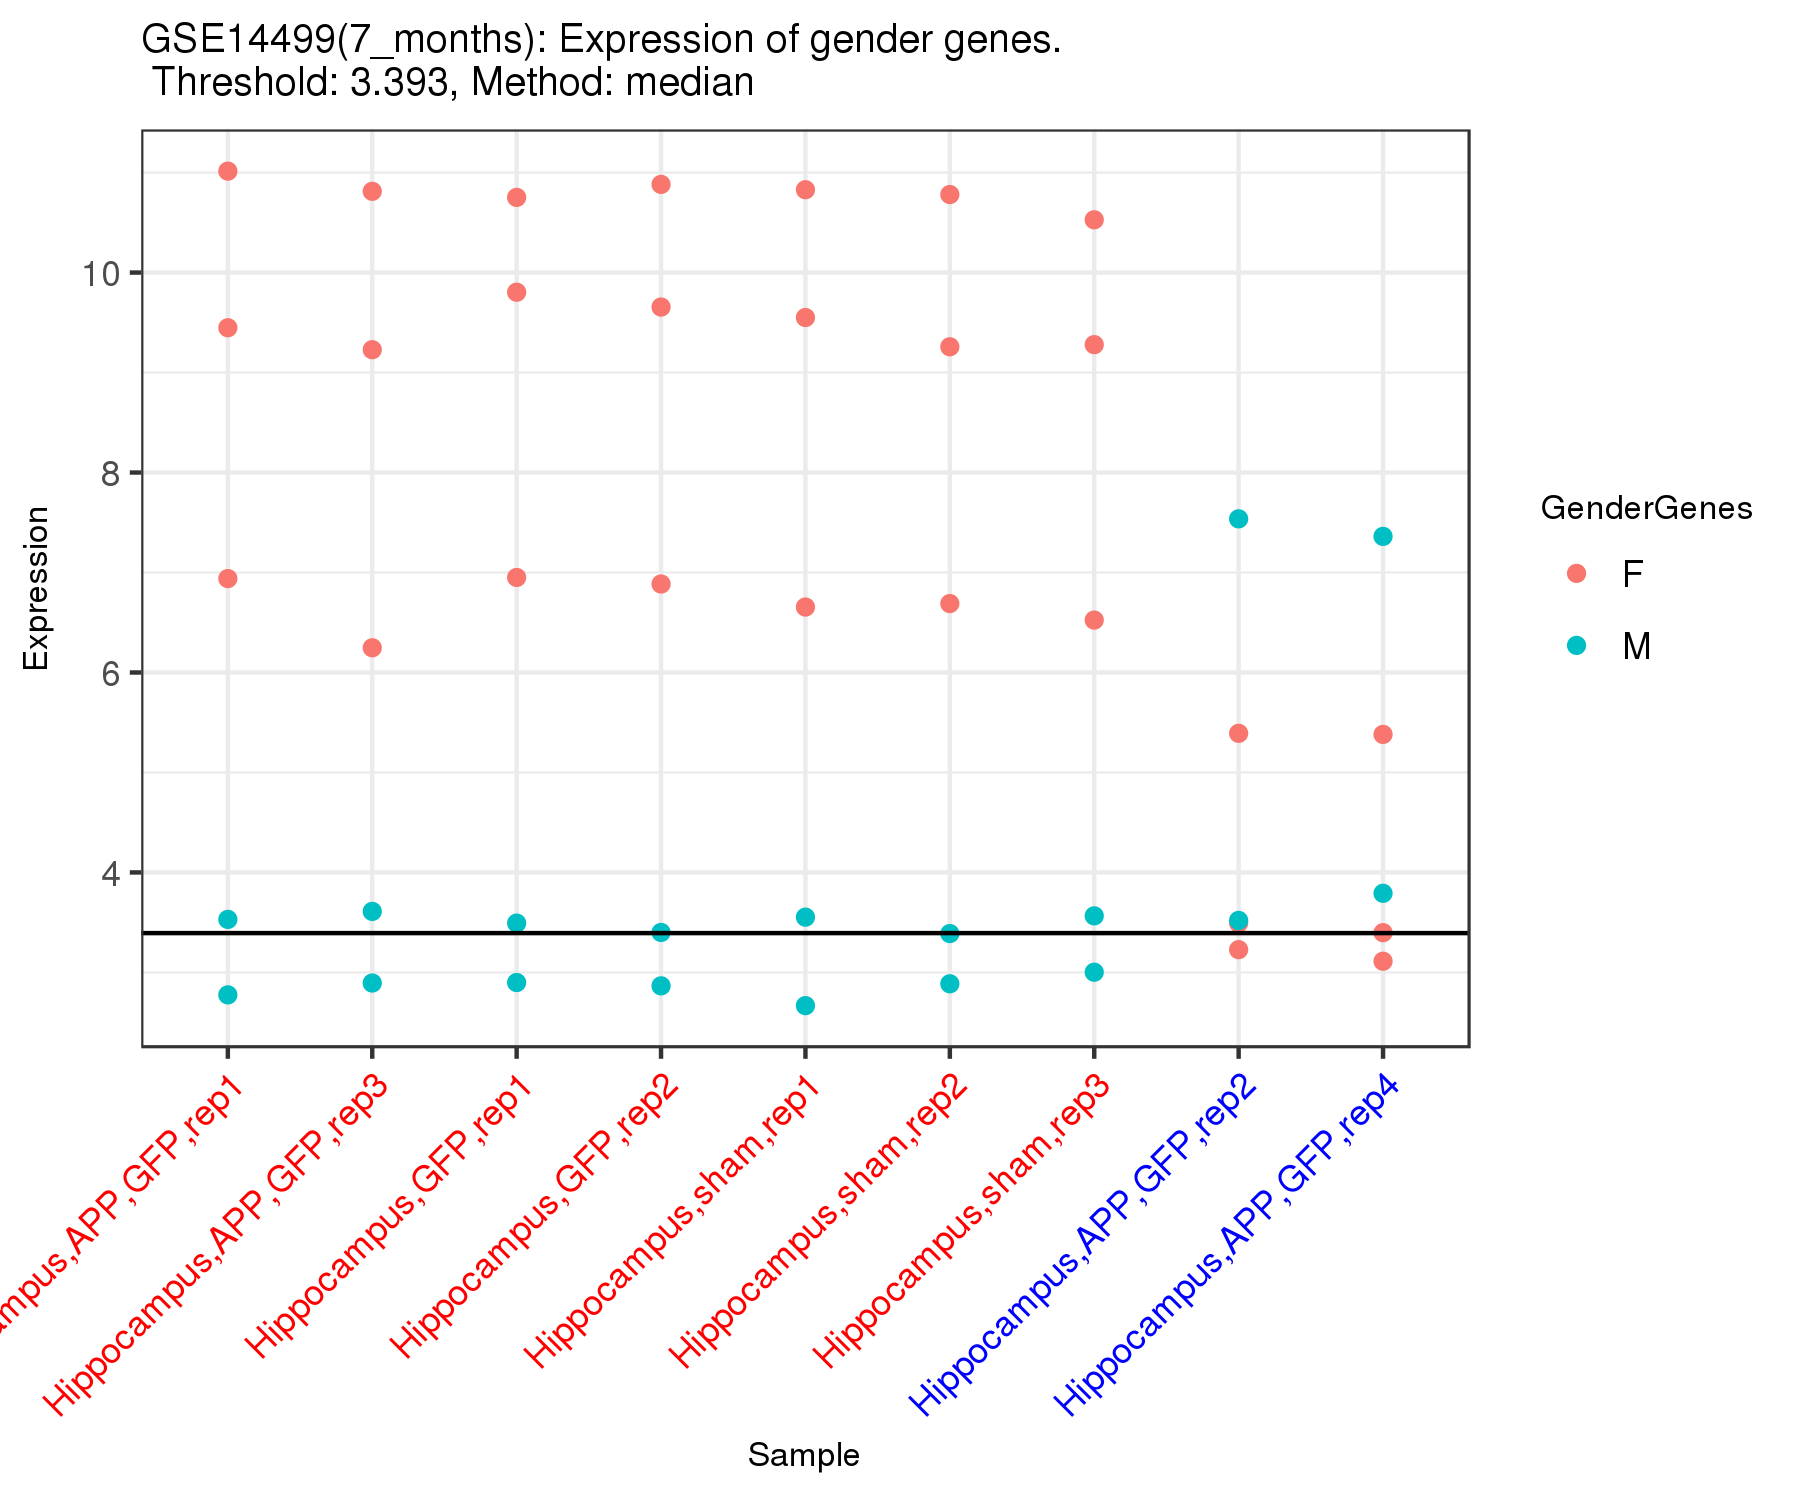 GSE14499(7_months): Expression of gender genes.
Threshold: 3.393, Method: median
10
8
6
4
Expression
GenderGenes
F
M
ampus,APP,GFP,rep1
Hippocampus,APP,GFP,rep3
Hippocampus,GFP,rep1
Hippocampus,GFP,rep2
Hippocampus,sham,rep1
Hippocampus,sham,rep2
Hippocampus,sham,rep3
Hippocampus,APP,GFP,rep2
Hippocampus,APP,GFP,rep4
Sample